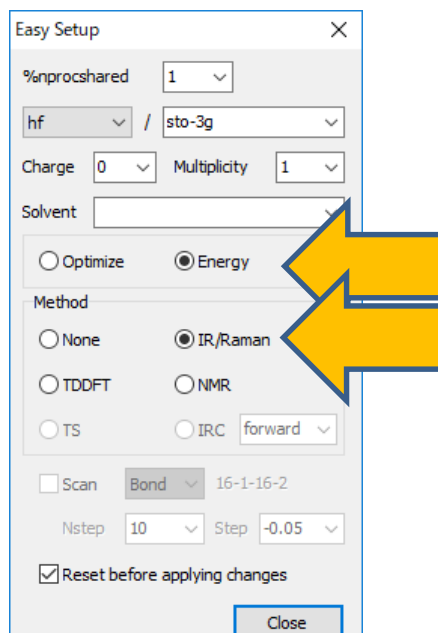 Easy Setup
%nprocshared 1
hf / sto-3g
Charge 0 Multiplicity 1
Solvent
Optimize Energy
Method
None IR/Raman
TDDFT NMR
TS IRC forward
Scan Bond 16-1-16-2
Nstep 10 Step -0.05
Reset before applying changes
Close